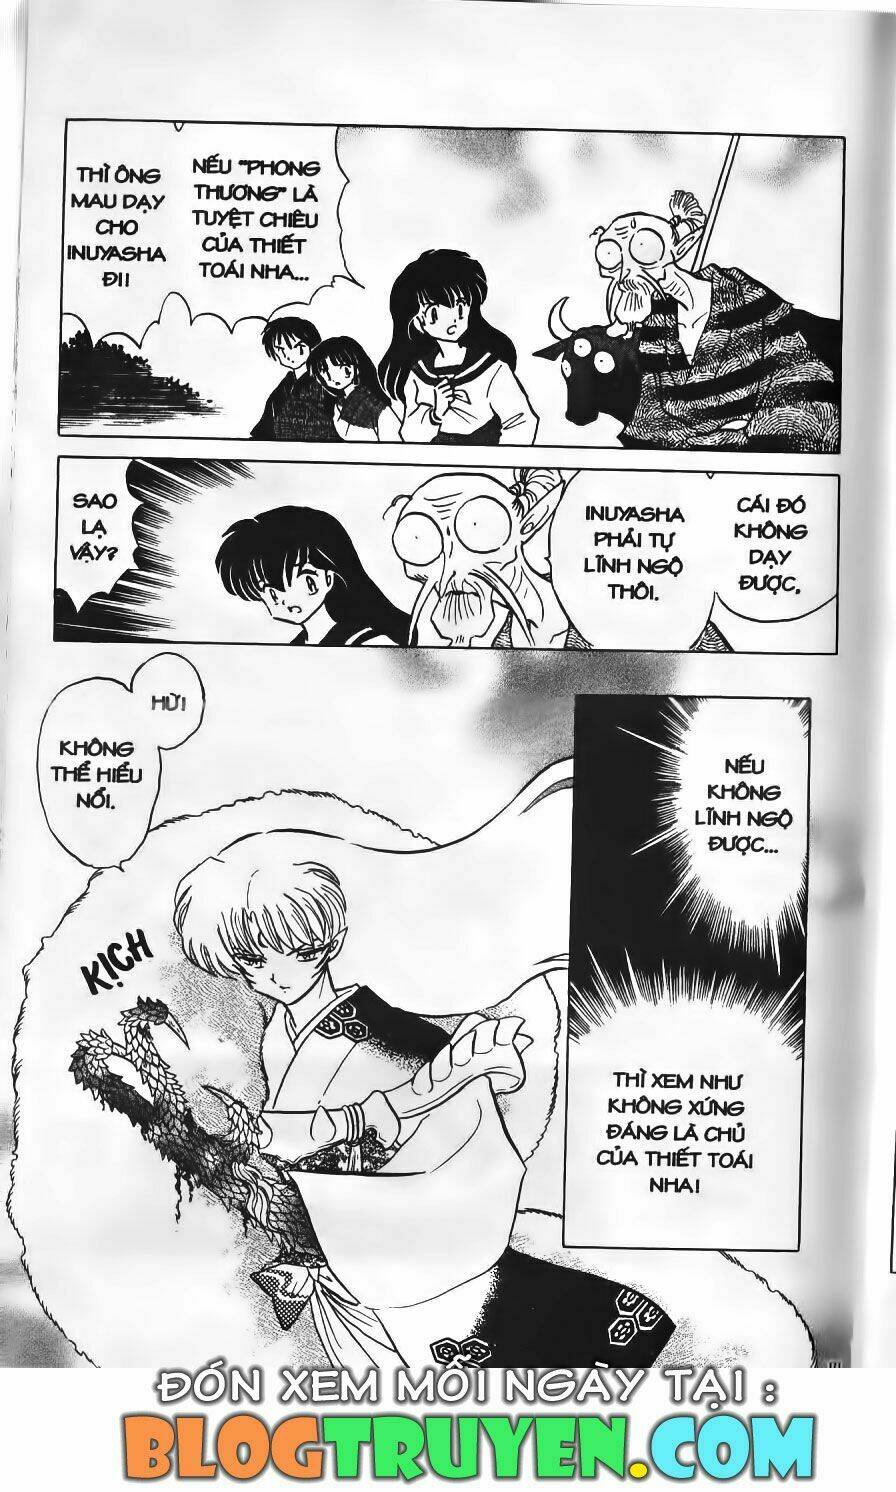 NẾU "PHONG
THƯƠNG" LÀ
TUYỆT CHIÊU
CỦA THIẾT
TOÁI NHA...
THÌ ÔNG
MAU DẠY
CHO
INUYASHA
ĐI!
CÁI ĐÓ
KHÔNG
DẠY
ĐƯỢC.
INUYASHA
PHẢI TỰ
LĨNH NGỘ
THÔI.
SAO
LẠ
VẬY?
NẾU
KHÔNG
LĨNH NGỘ
ĐƯỢC...
THÌ XEM NHƯ
KHÔNG XỨNG
ĐÁNG LÀ CHỦ
CỦA THIẾT TOÁI
NHA!
HỪ!
KHÔNG
THỂ HIỂU
NỔI.
KỊCH
ĐÓN XEM MỖI NGÀY TẠI :
BLOGTRUYEN.COM